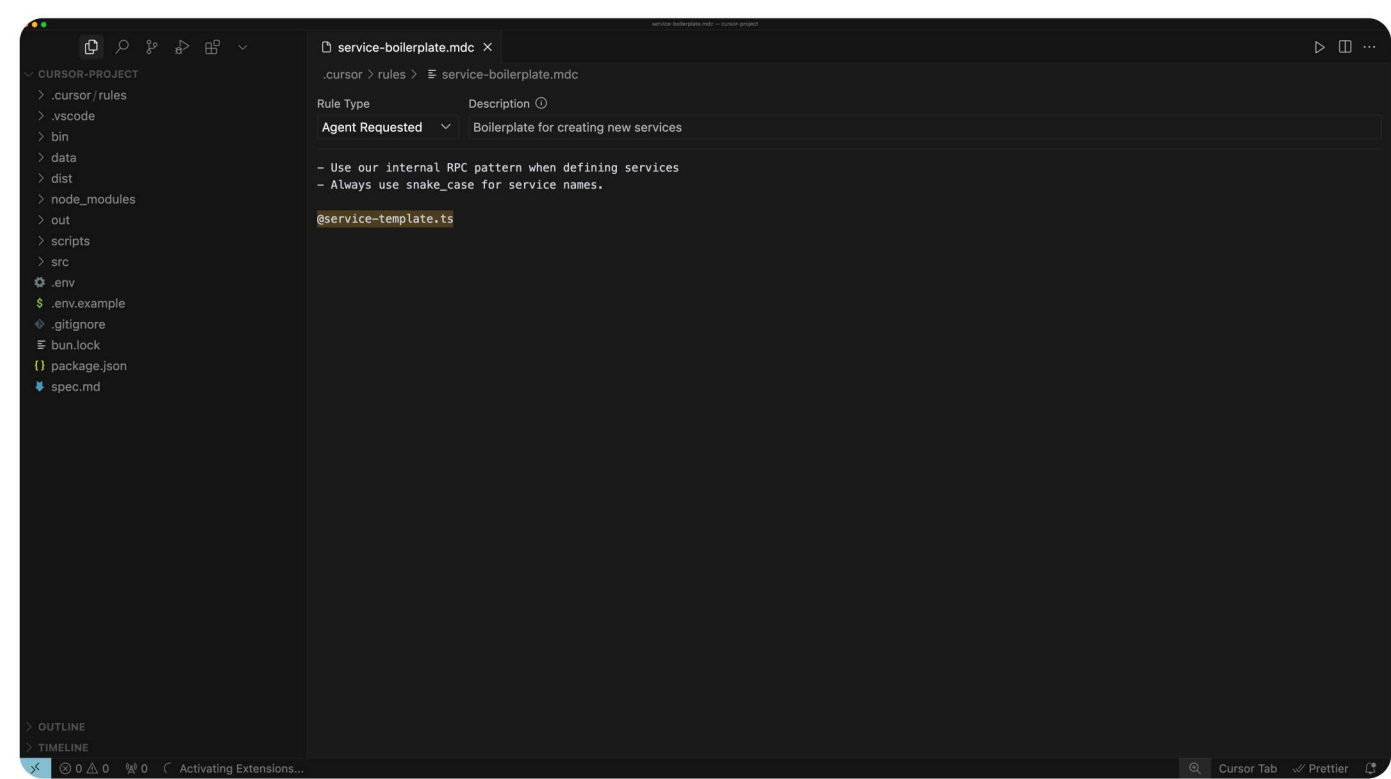 service-boilerplate.mdc — cursor-project
service-boilerplate.mdc
CURSOR-PROJECT
.cursor > rules > service-boilerplate.mdc
.cursor/rules
.vscode
bin
data
dist
node_modules
out
scripts
src
.env
.env.example
.gitignore
bun.lock
package.json
spec.md
Rule Type Description
Agent Requested Boilerplate for creating new services
– Use our internal RPC pattern when defining services
– Always use snake_case for service names.
@service-template.ts
OUTLINE
TIMELINE
0 0 0 Activating Extensions... Cursor Tab Prettier